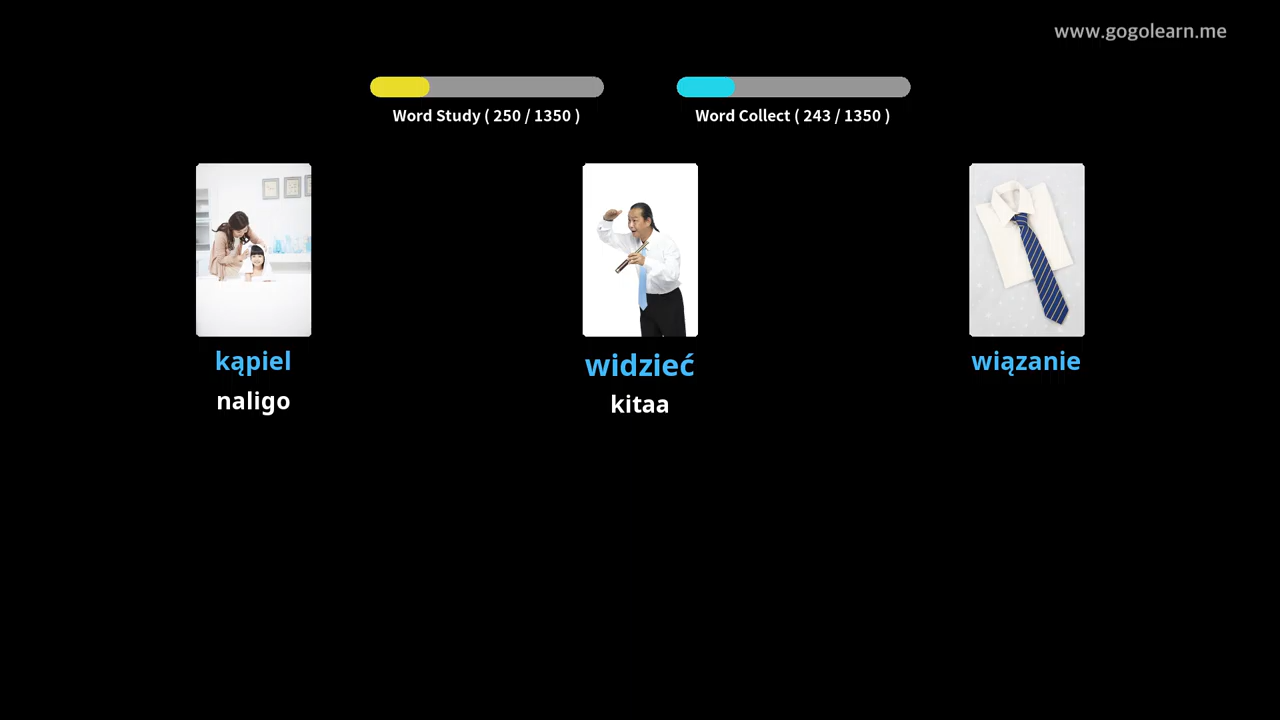 www.gogolearn.me
Word Study ( 250 / 1350 )
Word Collect ( 243 / 1350 )
kąpiel
widzieć
wiązanie
naligo
kitaa